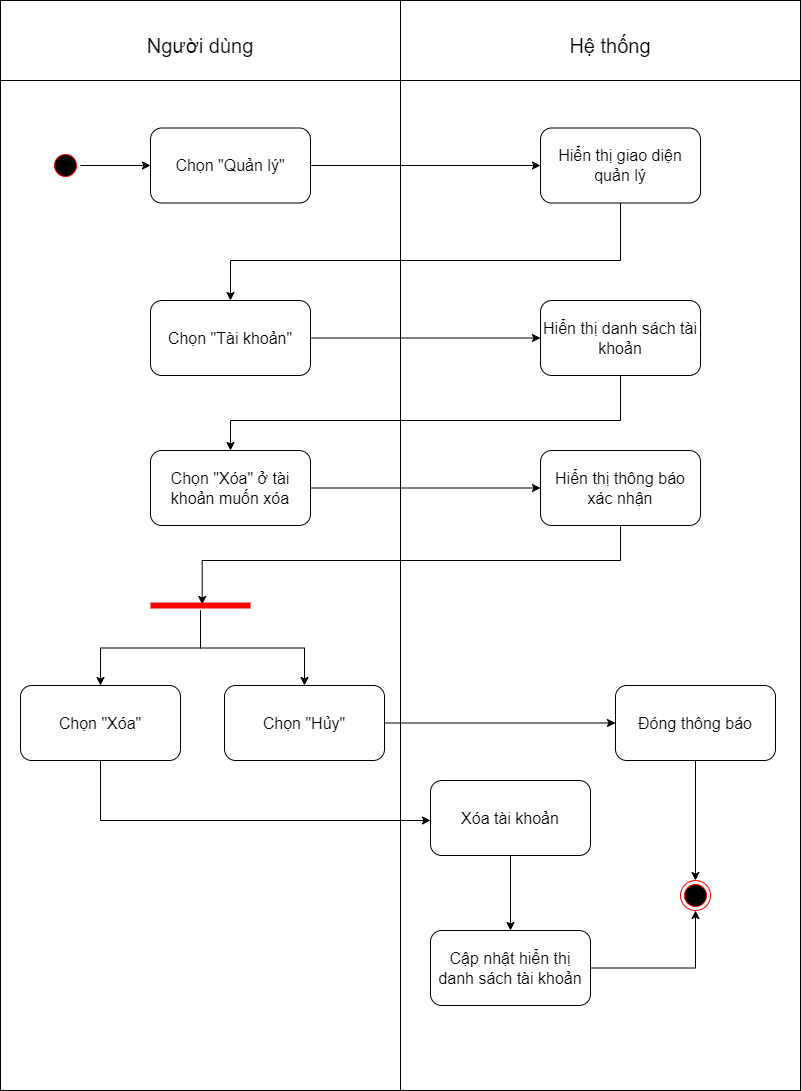 Người dùng
Hệ thống
Chọn "Quản lý"
Hiển thị giao diện
quản lý
Chọn "Tài khoản"
Hiển thị danh sách tài
khoản
Chọn "Xóa" ở tài
khoản muốn xóa
Hiển thị thông báo
xác nhận
Chọn "Xóa"
Chọn "Hủy"
Đóng thông báo
Xóa tài khoản
Cập nhật hiển thị
danh sách tài khoản